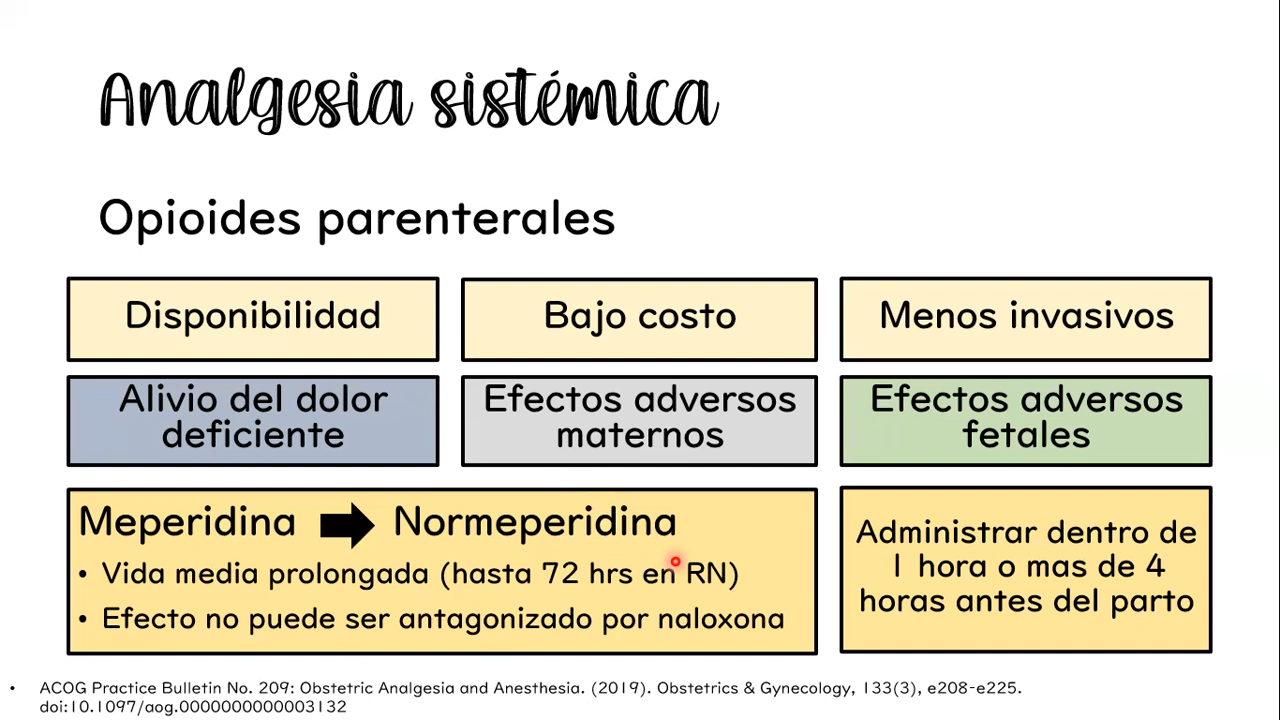 Analgesia sistémica
Opioides parenterales
Disponibilidad
Bajo costo
Menos invasivos
Alivio del dolor
deficiente
Efectos adversos
maternos
Efectos adversos
fetales
Meperidina
Normeperidina
• Vida media prolongada (hasta 72 hrs en RN)
• Efecto no puede ser antagonizado por naloxona
Administrar dentro de
1 hora o mas de 4
horas antes del parto
• ACOG Practice Bulletin No. 209: Obstetric Analgesia and Anesthesia. (2019). Obstetrics & Gynecology, 133(3), e208-e225.
doi:10.1097/aog.0000000000003132